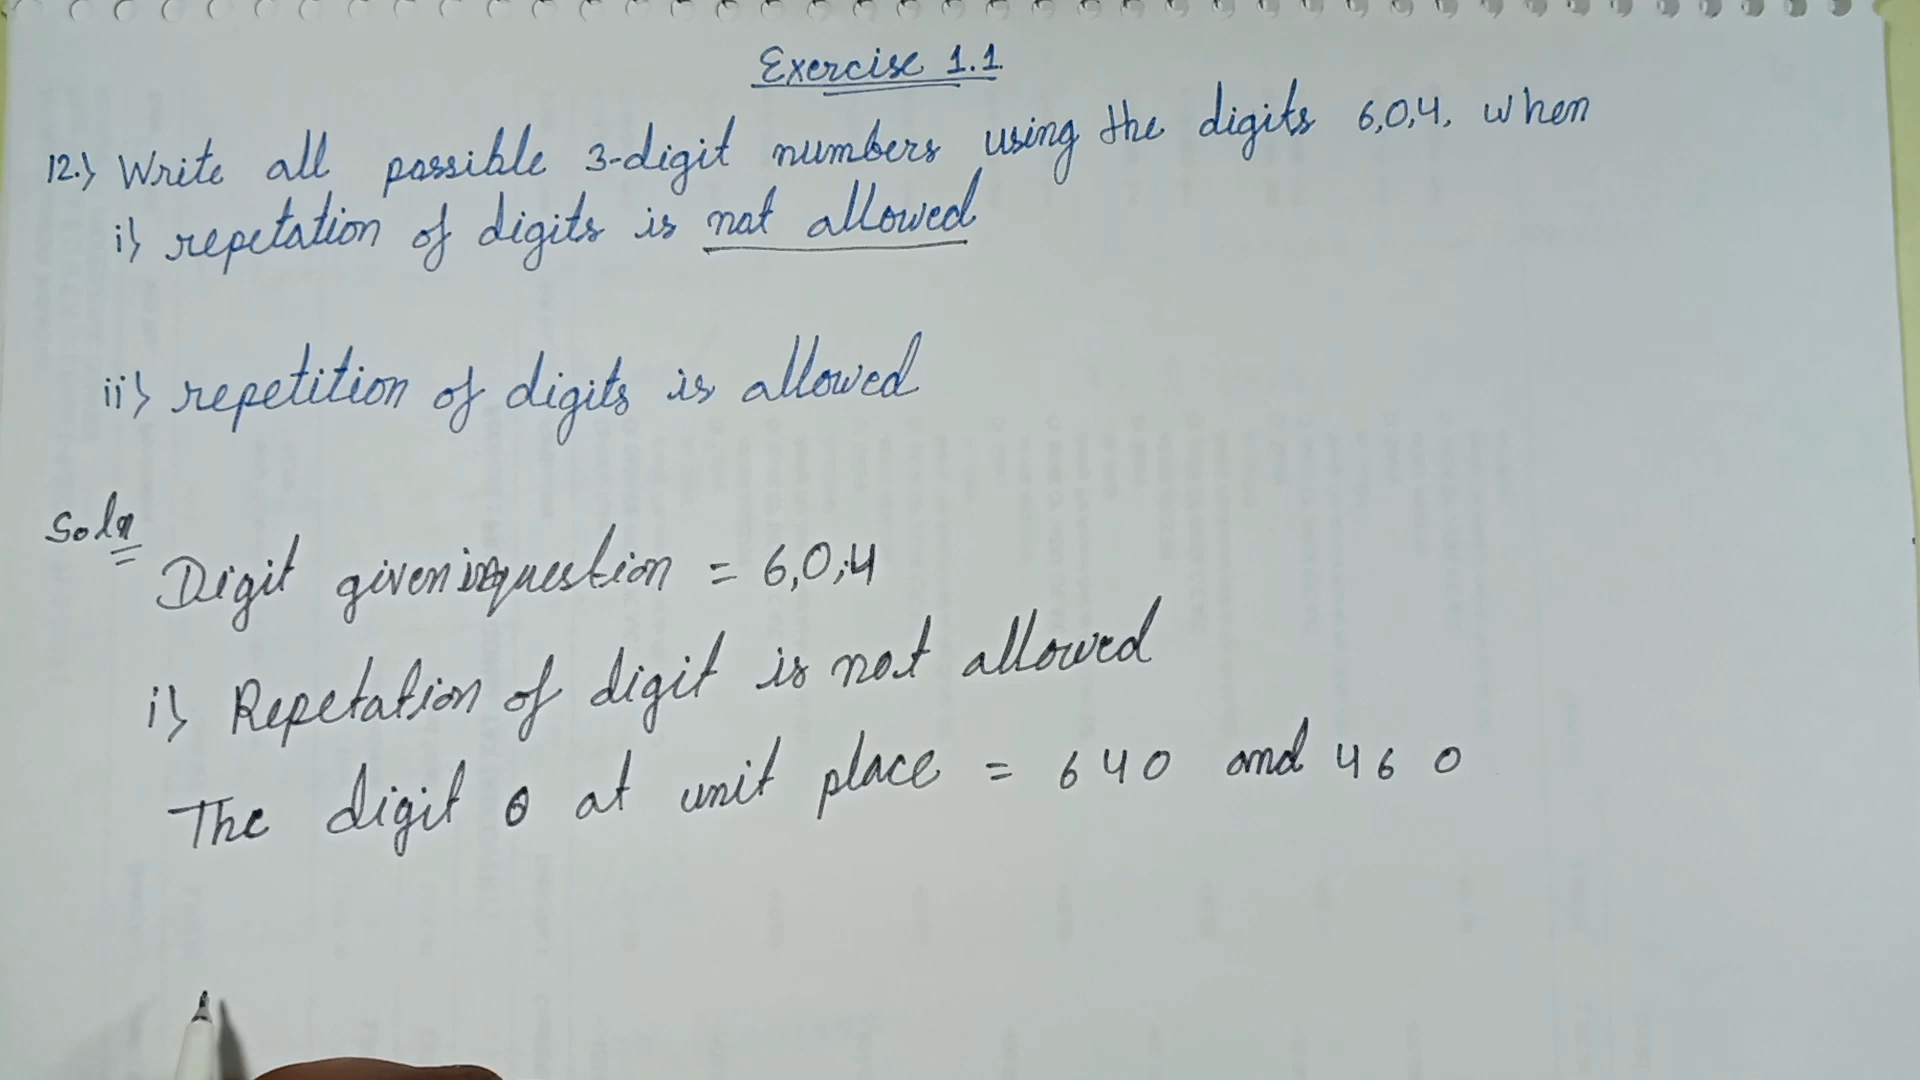 Exercise 1.1
12.) Write all possible 3-digit numbers using the digits 6,0,4, when
i) repetation of digits is not allowed
ii) repetition of digits is allowed
Soln
Digit given in question = 6,0,4
i) Repetation of digit is not allowed
The digit 0 at unit place = 640 and 460